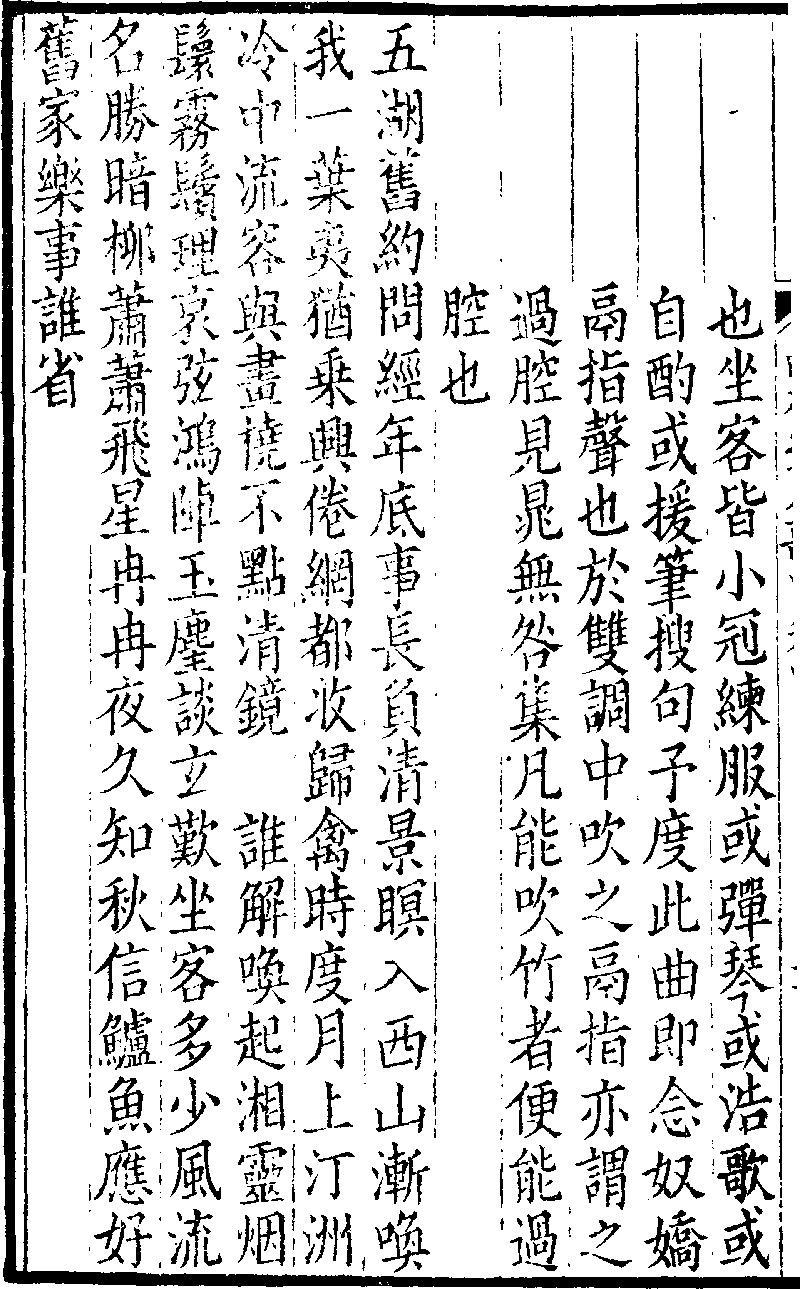 也坐客皆小冠練服或彈琴或浩歌或
自酌或援筆搜句予度此曲即念奴嬌
鬲指聲也於雙調中吹之鬲指亦謂之
過腔見晁無咎集凡能吹竹者便能過
腔也
五湖舊約問經年底事長負清景暝入西山漸喚
我一葉夷猶乗興倦網都收歸禽時度月上汀洲
冷中流容與畫橈不點清鏡　誰解喚起湘靈烟
鬟霧鬢理哀弦鴻陣玉麈談玄歎坐客多少風流
名勝暗柳蕭蕭飛星冉冉夜久知秋信鱸魚應好
舊家樂事誰省